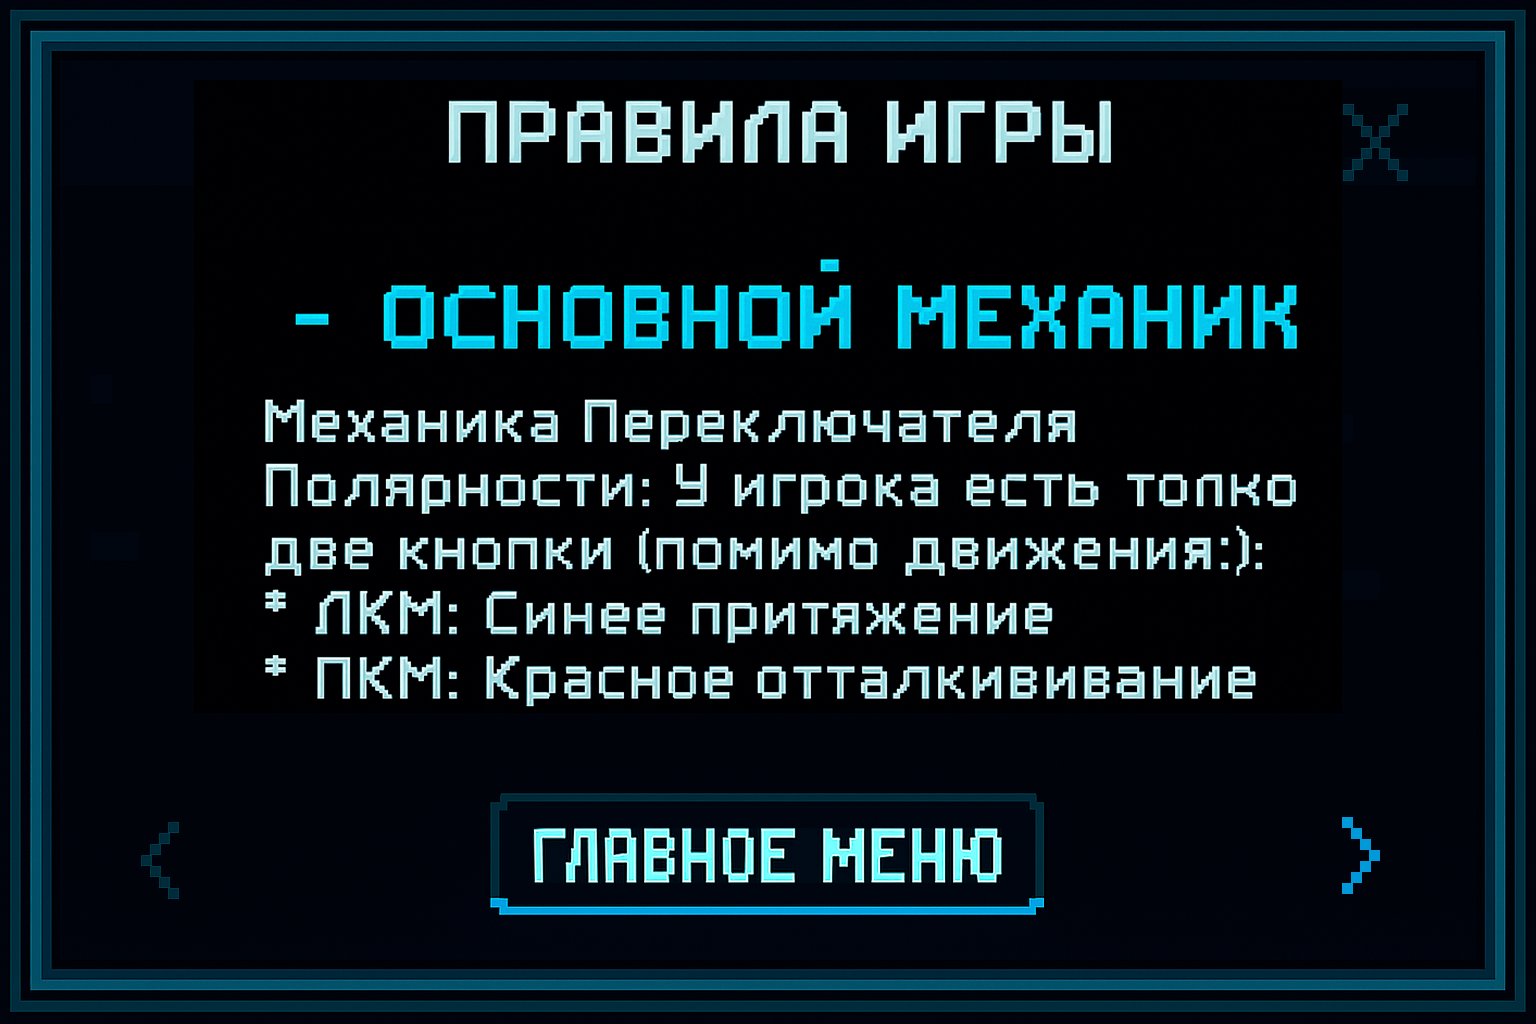 ПРАВИЛА ИГРЫ
- ОСНОВНОЙ МЕХАНИК
Механика Переключателя
Полярности: У игрока есть толко
две кнопки (помимо движения:):
* ЛКМ: Синее притяжение
* ПКМ: Красное отталкививание
ГЛАВНОЕ МЕНЮ